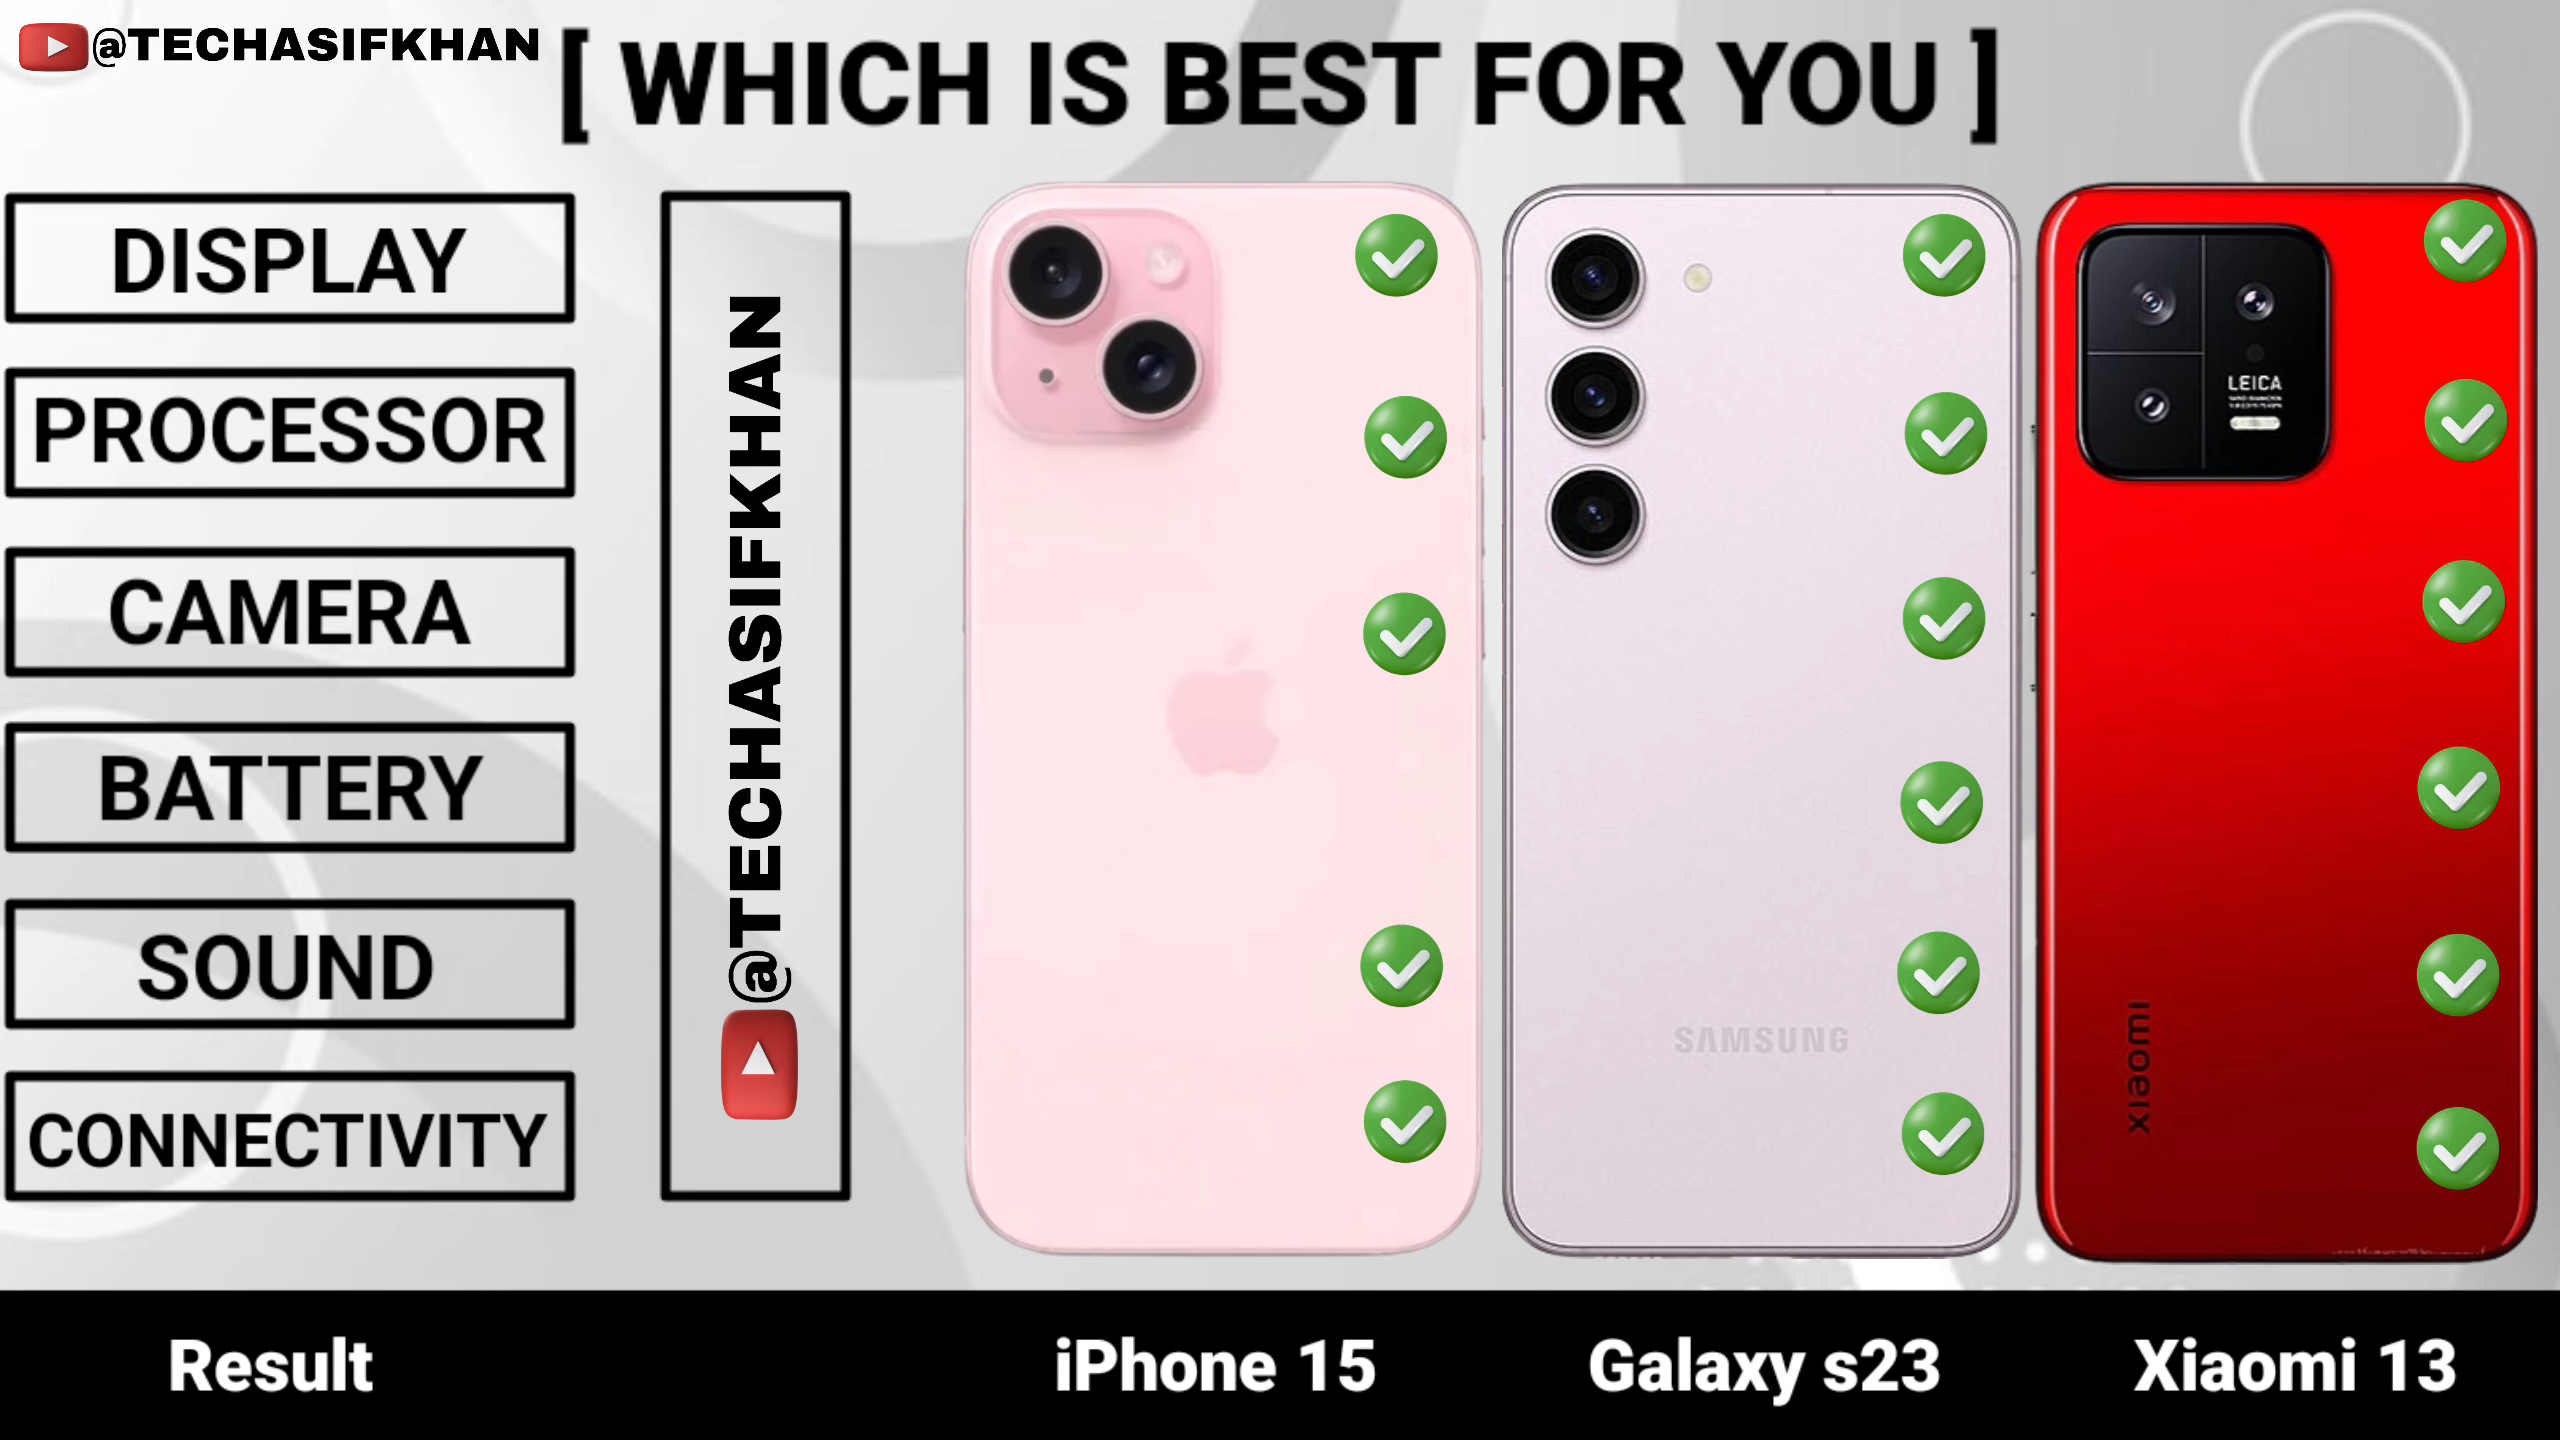 @TECHASIFKHAN
[ WHICH IS BEST FOR YOU ]
DISPLAY
PROCESSOR
CAMERA
BATTERY
SOUND
CONNECTIVITY
@TECHASIFKHAN
LEICA
SAMSUNG
xiaomi
Result
iPhone 15
Galaxy s23
Xiaomi 13